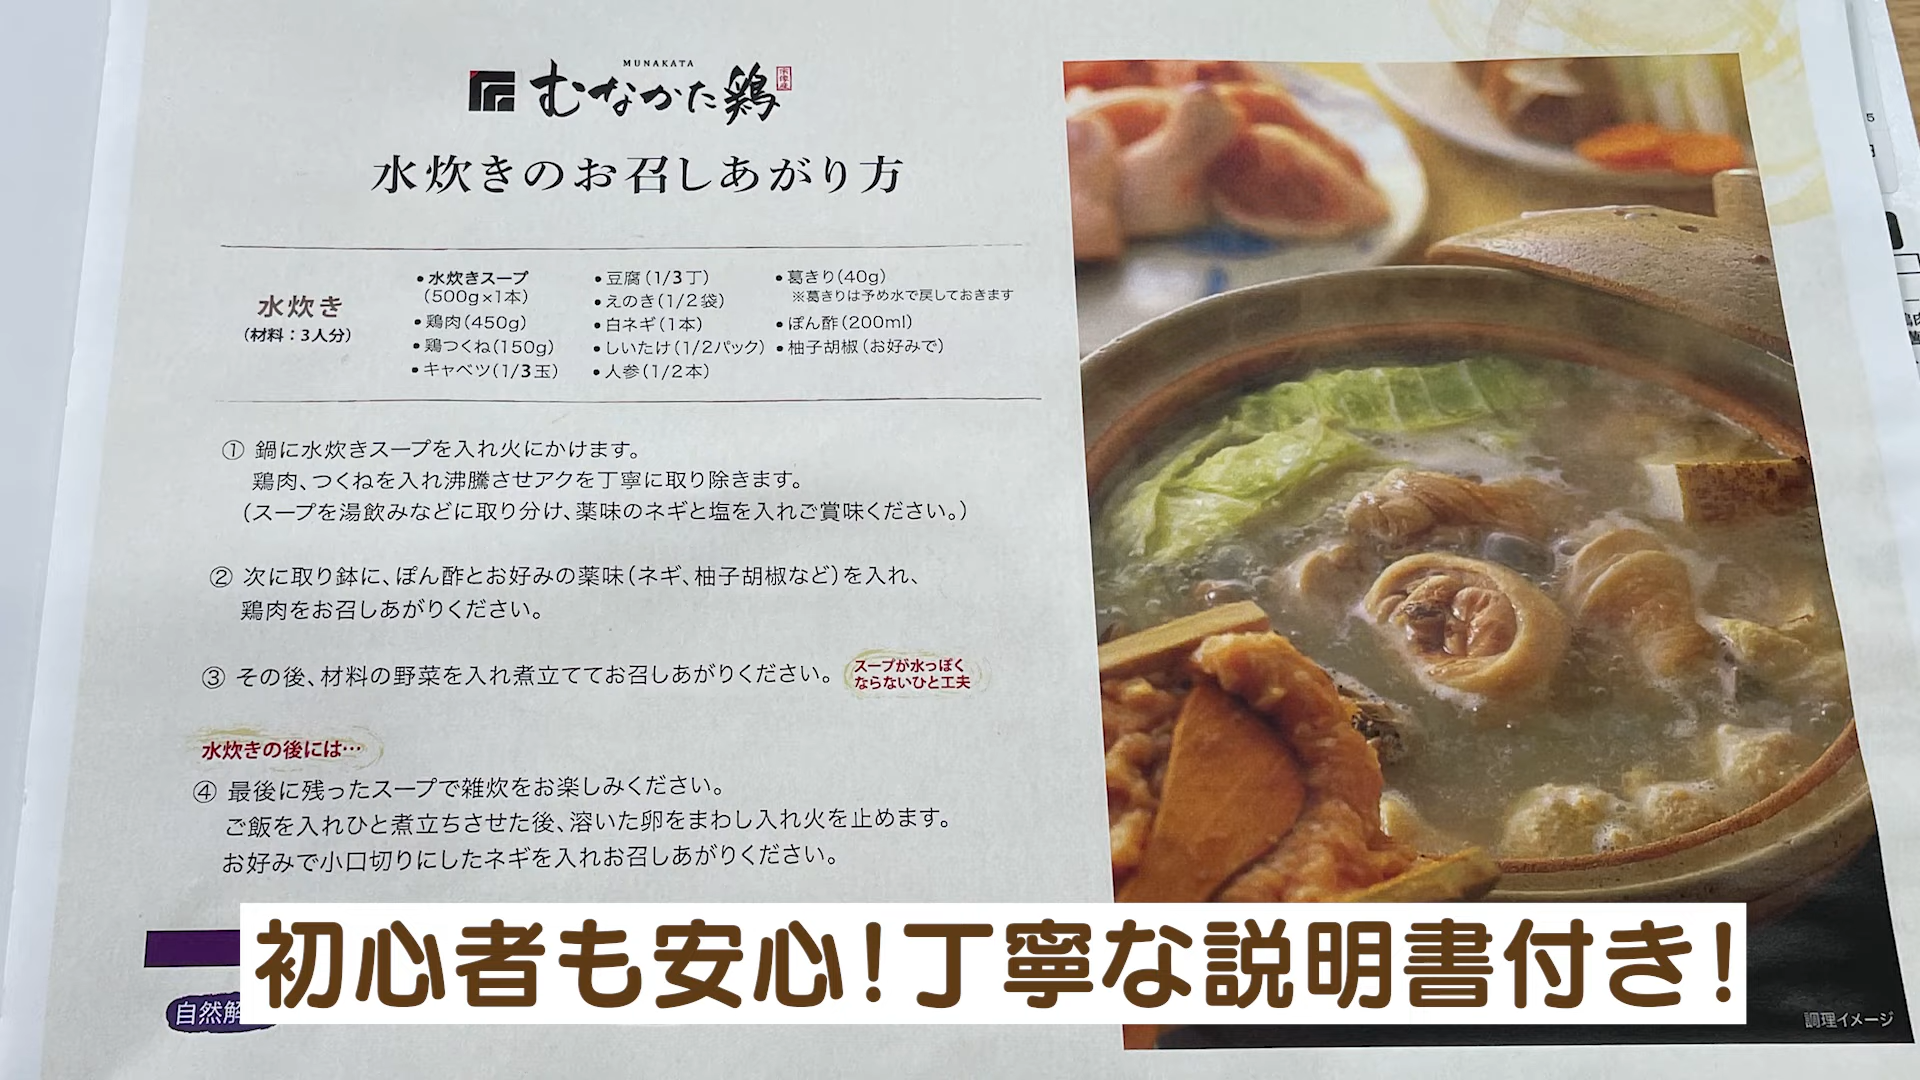 MUNAKATA
むなかた鶏
水炊きのお召しあがり方
水炊き
(材料：3人分)
•水炊きスープ
(500g×1本)
•鶏肉(450g)
•鶏つくね(150g)
•キャベツ(1/3玉)
•豆腐(1/3丁)
•えのき(1/2袋)
•白ネギ(1本)
•しいたけ(1/2パック)
•人参(1/2本)
•葛きり(40g)
※葛きりは予め水で戻しておきます
•ぽん酢(200ml)
•柚子胡椒(お好みで)
① 鍋に水炊きスープを入れ火にかけます。
鶏肉、つくねを入れ沸騰させアクを丁寧に取り除きます。
(スープを湯飲みなどに取り分け、薬味のネギと塩を入れご賞味ください。)
② 次に取り鉢に、ぽん酢とお好みの薬味(ネギ、柚子胡椒など)を入れ、
鶏肉をお召しあがりください。
③ その後、材料の野菜を入れ煮立ててお召しあがりください。
スープが水っぽく
ならないひと工夫
水炊きの後には…
④ 最後に残ったスープで雑炊をお楽しみください。
ご飯を入れひと煮立ちさせた後、溶いた卵をまわし入れ火を止めます。
お好みで小口切りにしたネギを入れお召しあがりください。
初心者も安心!丁寧な説明書付き!
自然解
調理イメージ